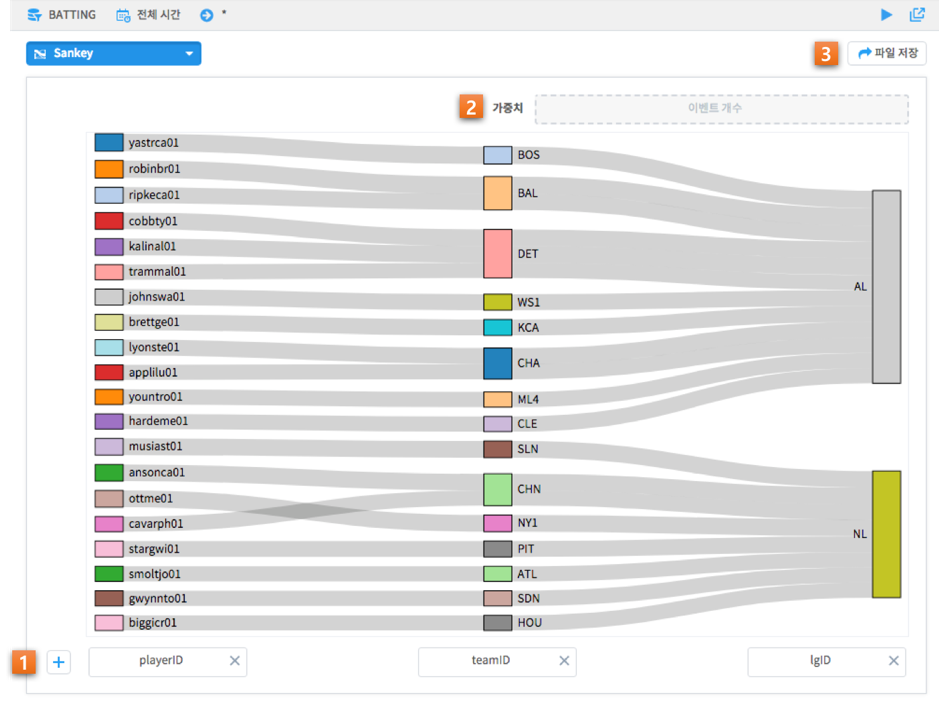 BATTING 전체 시간 *
Sankey
3 파일 저장
2 가중치 이벤트 개수
yastrca01
robinbr01
ripkeca01
cobbty01
kalinal01
trammal01
johnswa01
brettge01
lyonste01
applilu01
yountro01
hardeme01
musiast01
ansonca01
ottme01
cavarph01
stargwi01
smoltjo01
gwynnto01
biggicr01
BOS
BAL
DET
WS1
KCA
CHA
ML4
CLE
SLN
CHN
NY1
PIT
ATL
SDN
HOU
AL
NL
1 + playerID × teamID × lgID ×